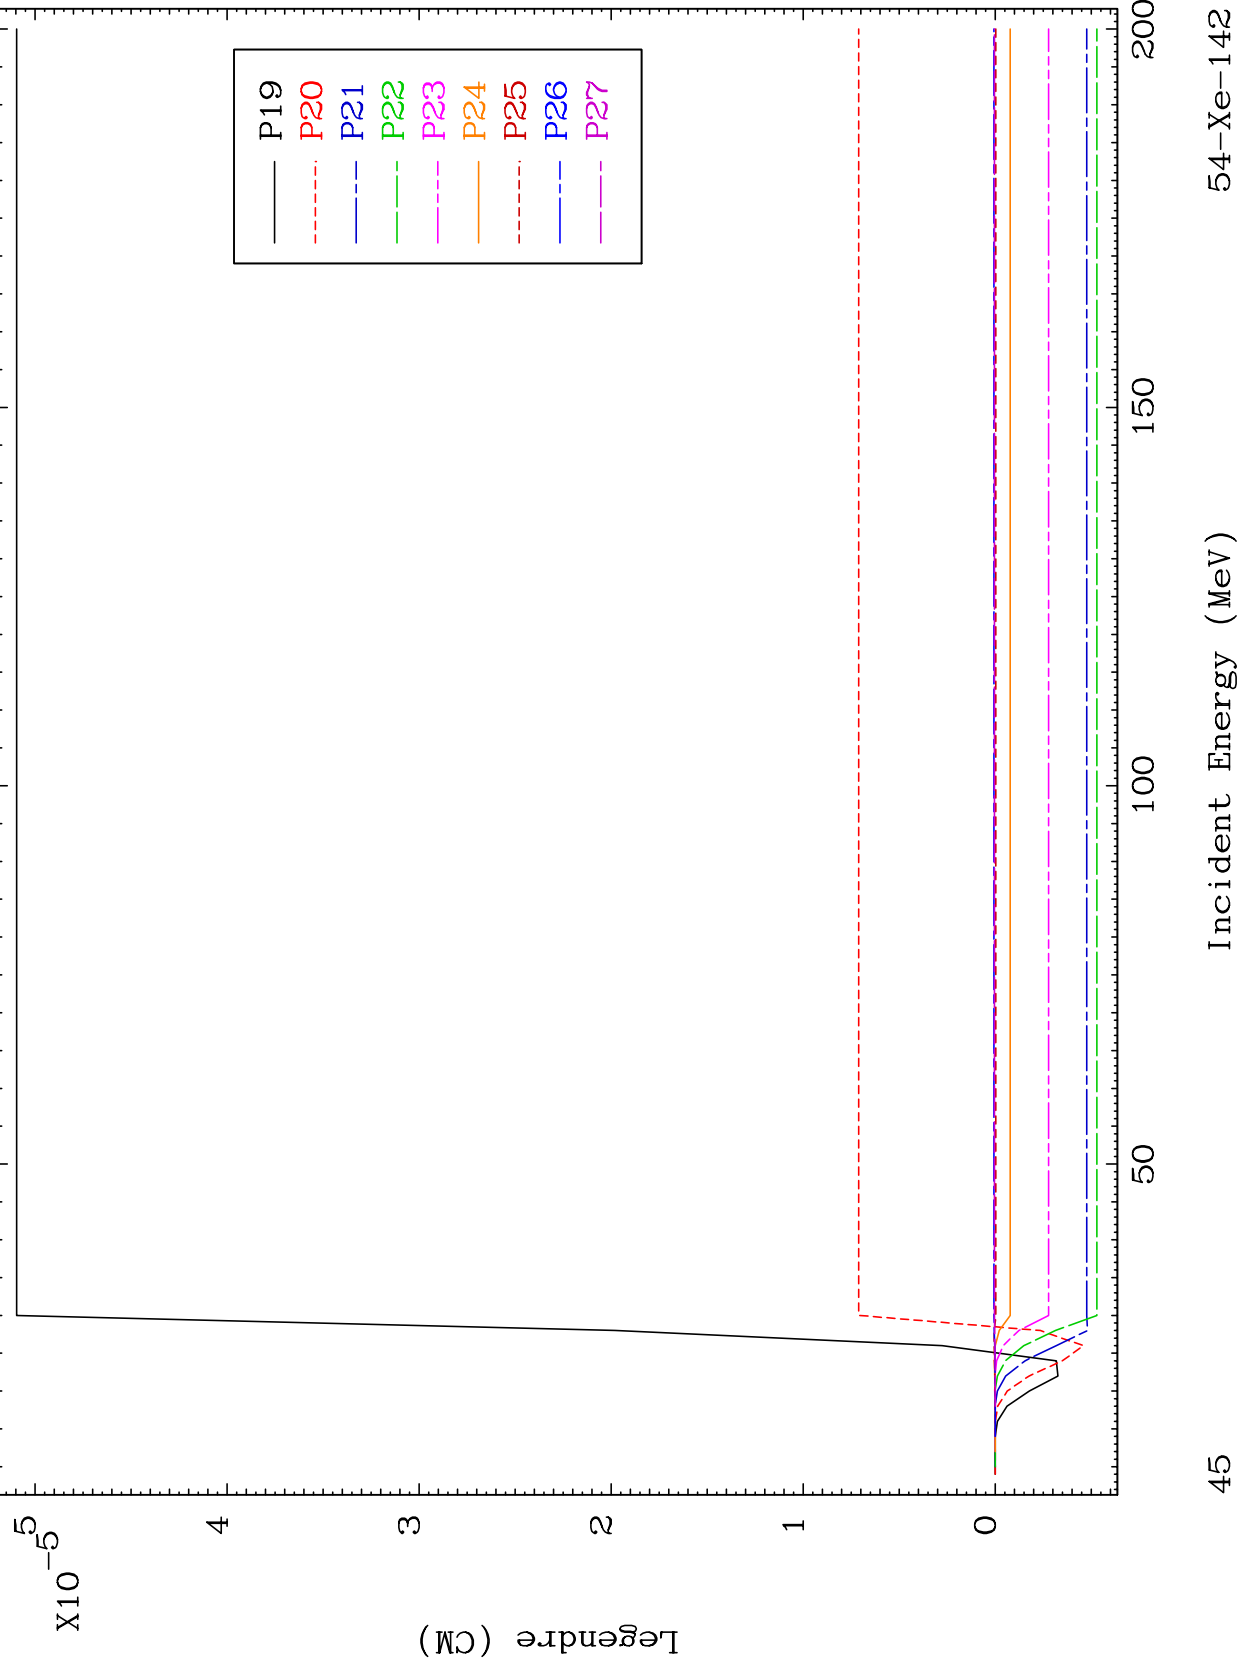 P19
P20
P21
P22
P23
P24
P25
P26
P27
X10-5
5
4
3
2
1
0
Legendre (CM)
50
100
150
200
Incident Energy (MeV)
45
54-Xe-142